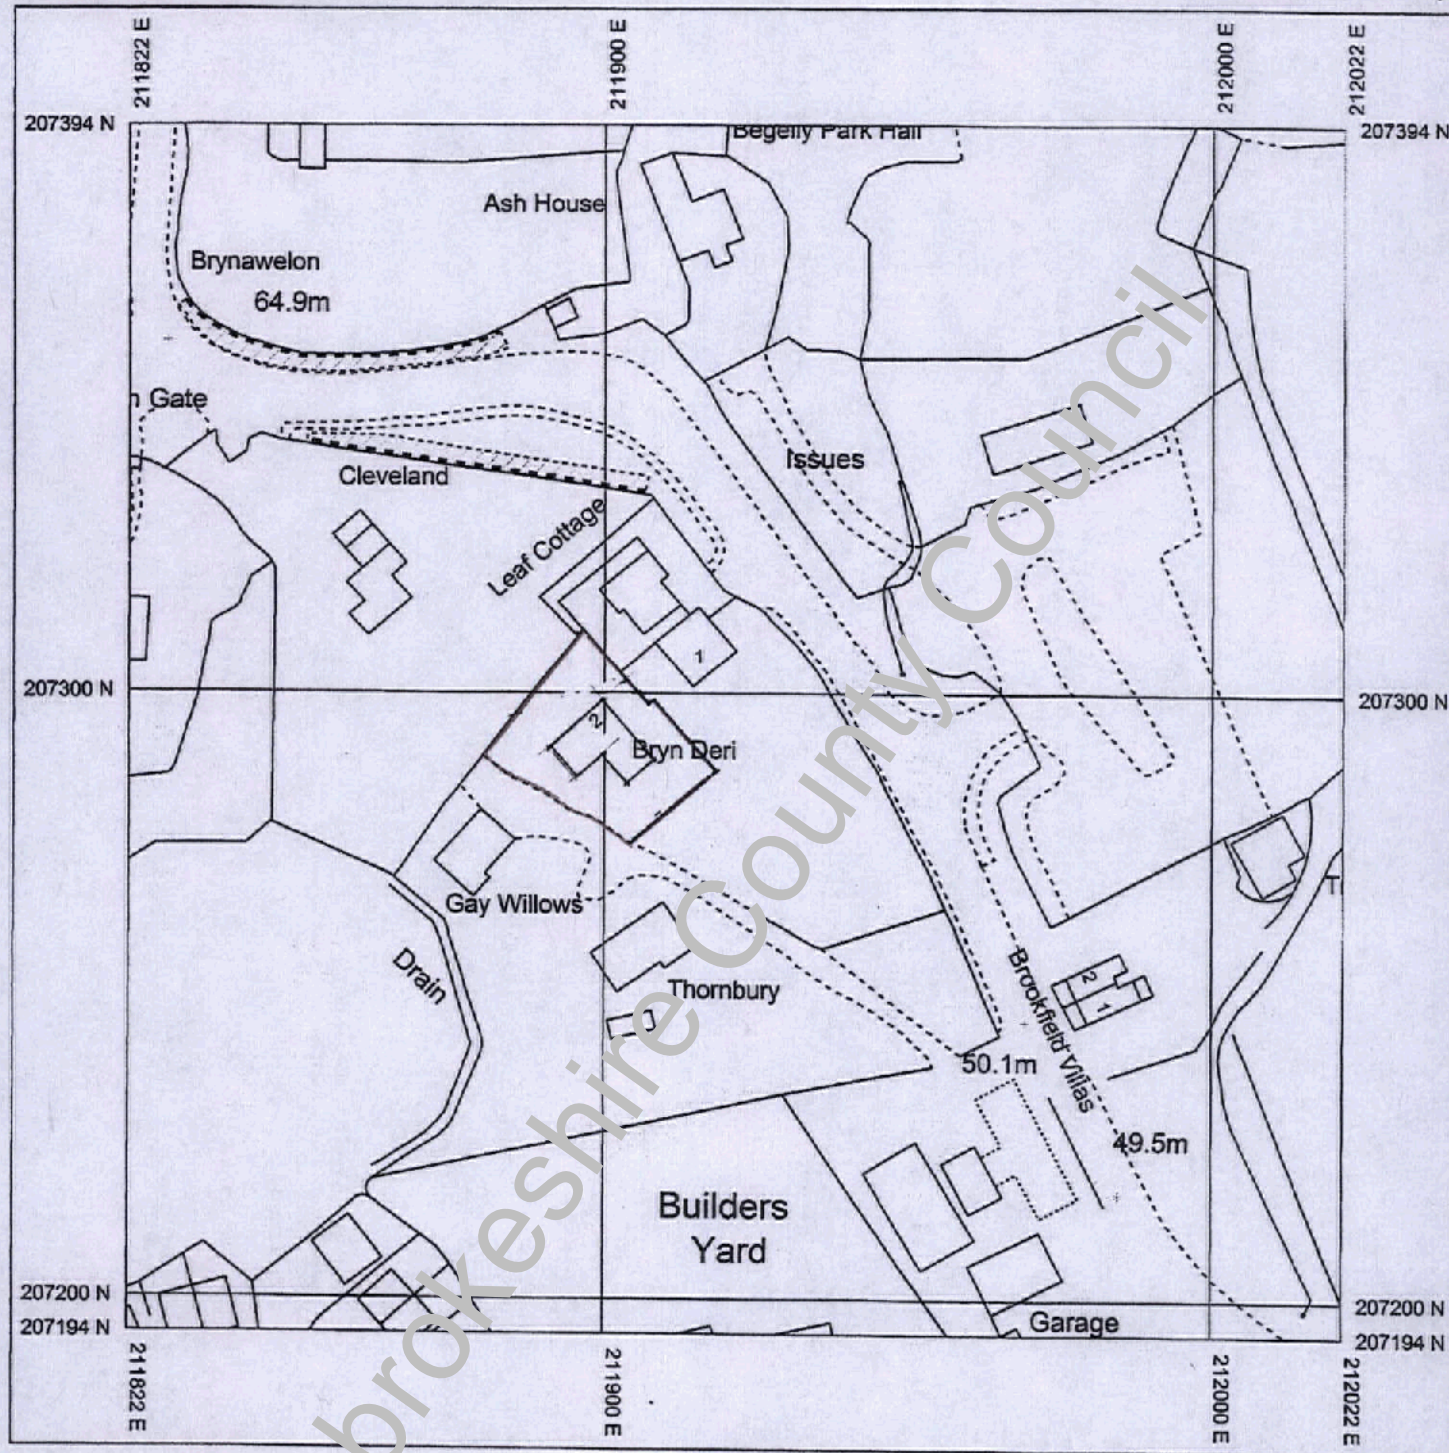 211822 E
211900 E
212000 E
212022 E
207394 N
207394 N
Begelly Park Hall
Ash House
Brynawelon
64.9m
Gate
Cleveland
Issues
Leaf Cottage
1
207300 N
207300 N
2
Bryn Deri
Gay Willows
Drain
Thornbury
Brookfield Villas
2
1
50.1m
49.5m
Builders
Yard
207200 N
207200 N
207194 N
207194 N
Garage
211822 E
211900 E
212000 E
212022 E
brokeshire County Council